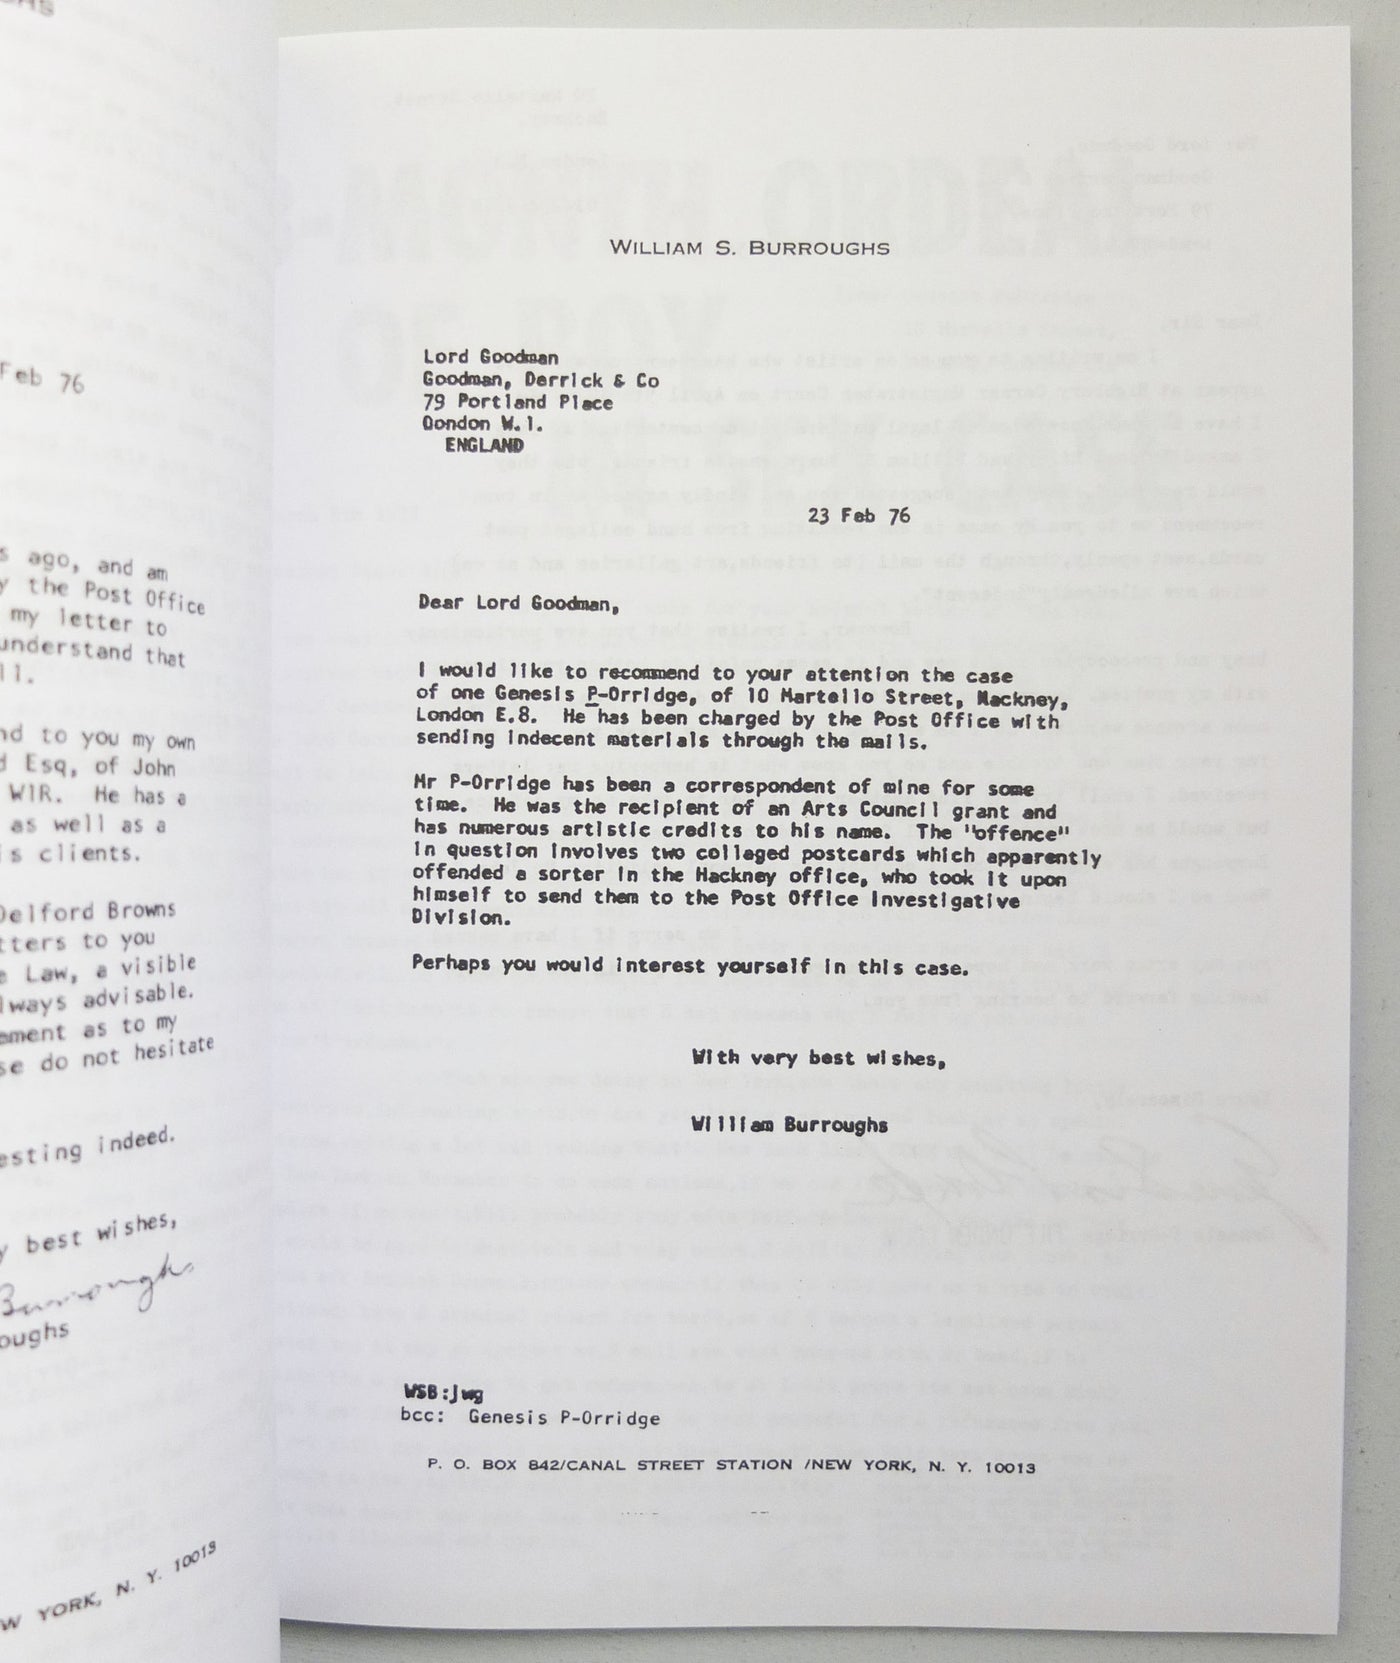 Feb 76
s ago, and am
y the Post Office
my letter to
understand that
ll.
nd to you my own
d Esq, of John
W1R. He has a
as well as a
is clients.
Delford Browns
tters to you
e Law, a visible
lways advisable.
ement as to my
se do not hesitate
esting indeed.
y best wishes,
Burroughs
oughs
W YORK, N. Y. 10013
WILLIAM S. BURROUGHS
Lord Goodman
Goodman, Derrick & Co
79 Portland Place
Dondon W.1.
ENGLAND
23 Feb 76
Dear Lord Goodman,
I would like to recommend to your attention the case
of one Genesis P-Orridge, of 10 Martello Street, Hackney,
London E.8. He has been charged by the Post Office with
sending indecent materials through the mails.
Mr P-Orridge has been a correspondent of mine for some
time. He was the recipient of an Arts Council grant and
has numerous artistic credits to his name. The "offence"
in question involves two collaged postcards which apparently
offended a sorter in the Hackney office, who took it upon
himself to send them to the Post Office Investigative
Division.
Perhaps you would interest yourself in this case.
With very best wishes,
William Burroughs
WSB:jwg
bcc: Genesis P-Orridge
P. O. BOX 842/CANAL STREET STATION /NEW YORK, N. Y. 10013